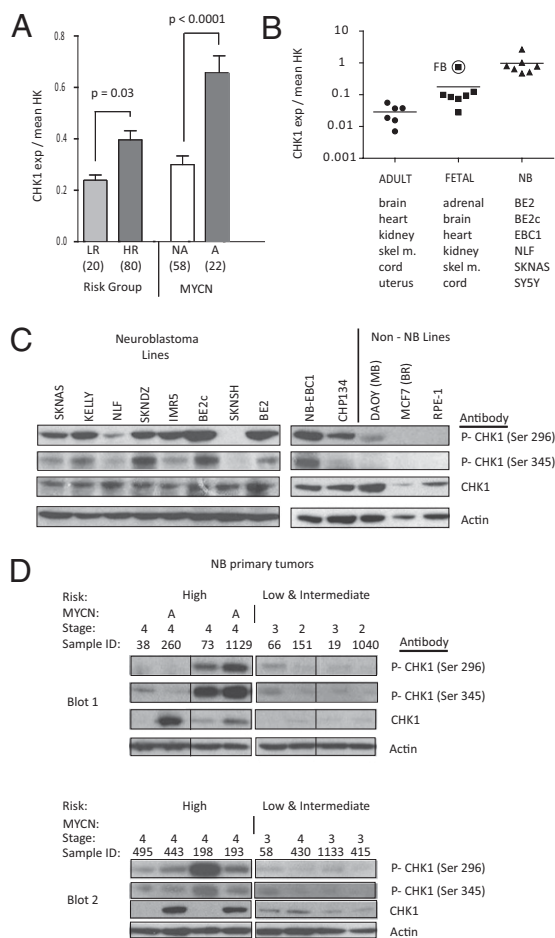 A
p < 0.0001
p = 0.03
CHK1 exp / mean HK
0.8
0.6
0.4
0.2
0.0
LR HR NA A
(20) (80) (58) (22)
Risk Group MYCN
B
CHK1 exp / mean HK
10
1
0.1
0.01
0.001
FB
ADULT FETAL NB
brain adrenal BE2
heart brain BE2c
kidney heart EBC1
skel m. kidney NLF
cord skel m. SKNAS
uterus cord SY5Y
C
Neuroblastoma Lines
Non - NB Lines
SKNAS KELLY NLF SKNDZ IMR5 BE2c SKNSH BE2 NB-EBC1 CHP134 DAOY (MB) MCF7 (BR) RPE-1
Antibody
P- CHK1 (Ser 296)
P- CHK1 (Ser 345)
CHK1
Actin
D
NB primary tumors
Risk: High Low & Intermediate
MYCN: A A
Stage: 4 4 4 4 3 2 3 2
Sample ID: 38 260 73 1129 66 151 19 1040
Antibody
P- CHK1 (Ser 296)
P- CHK1 (Ser 345)
Blot 1
CHK1
Actin
Risk: High Low & Intermediate
MYCN:
Stage: 4 4 4 4 3 4 3 3
Sample ID: 495 443 198 193 58 430 1133 415
P- CHK1 (Ser 296)
P- CHK1 (Ser 345)
Blot 2
CHK1
Actin